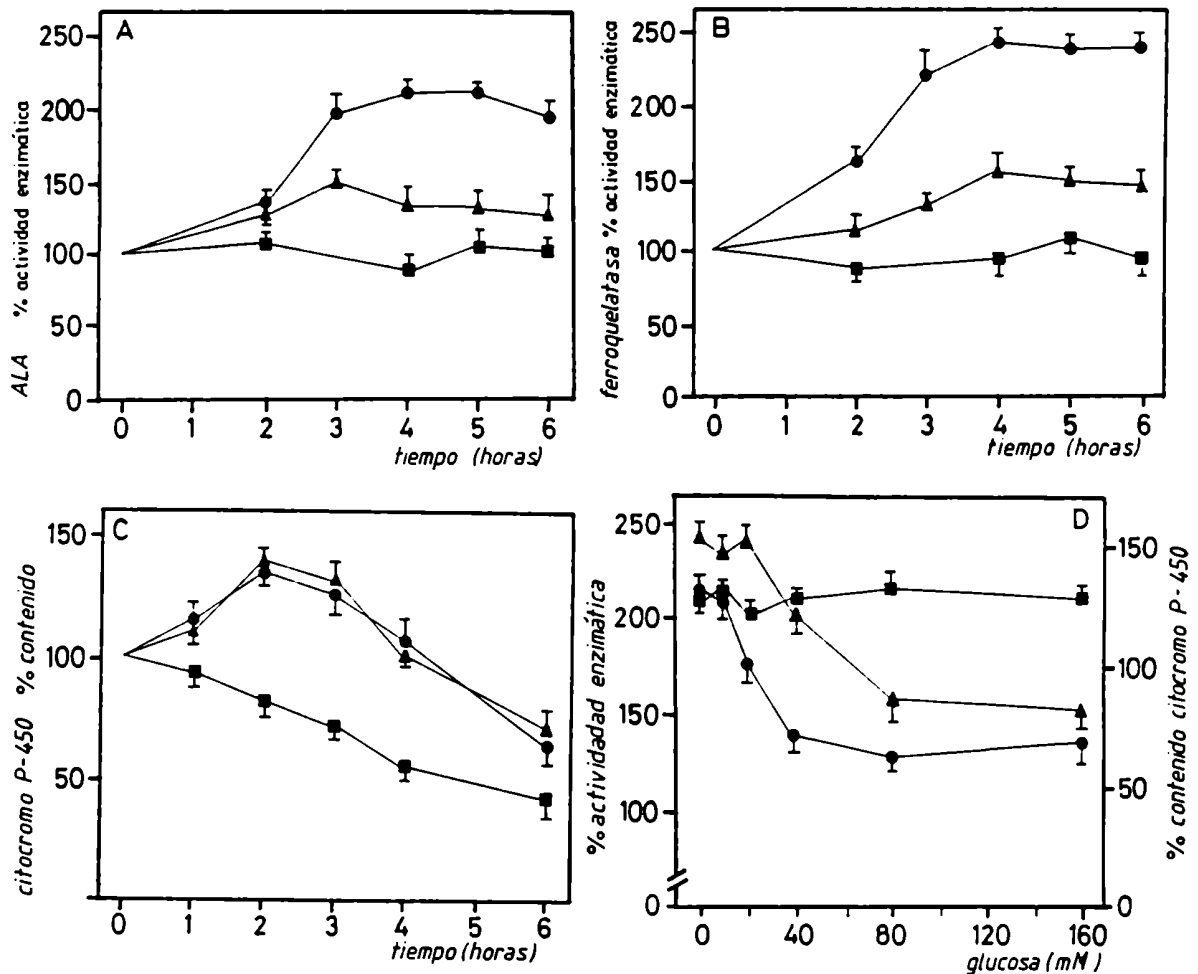 A
ALA % actividad enzimática
250
200
150
100
50
0
0 1 2 3 4 5 6
tiempo (horas)
B
ferroquelatasa % actividad enzimática
250
200
150
100
50
0
0 1 2 3 4 5 6
tiempo (horas)
C
citocromo P-450 % contenido
150
100
50
0 1 2 3 4 5 6
tiempo (horas)
D
% actividadad enzimática
250
200
150
100
0
150
100
50
0
% contenido citocromo P-450
0 40 80 120 160
glucosa (mM)